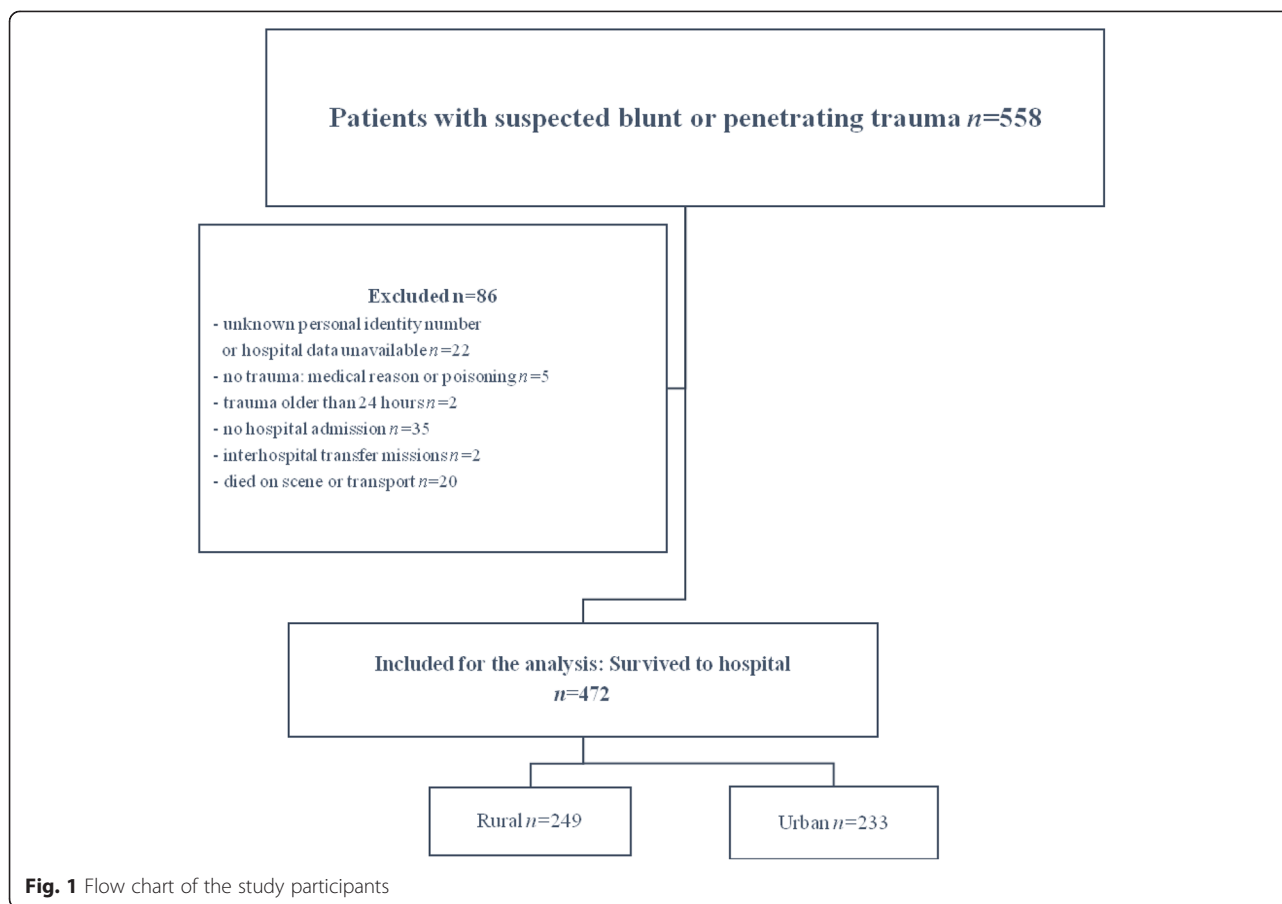 Patients with suspected blunt or penetrating trauma n=558
Excluded n=86
- unknown personal identity number
or hospital data unavailable n=22
- no trauma: medical reason or poisoning n=5
- trauma older than 24 hours n=2
- no hospital admission n=35
- interhospital transfer missions n=2
- died on scene or transport n=20
Included for the analysis: Survived to hospital
n=472
Rural n=249
Urban n=233
Fig. 1 Flow chart of the study participants